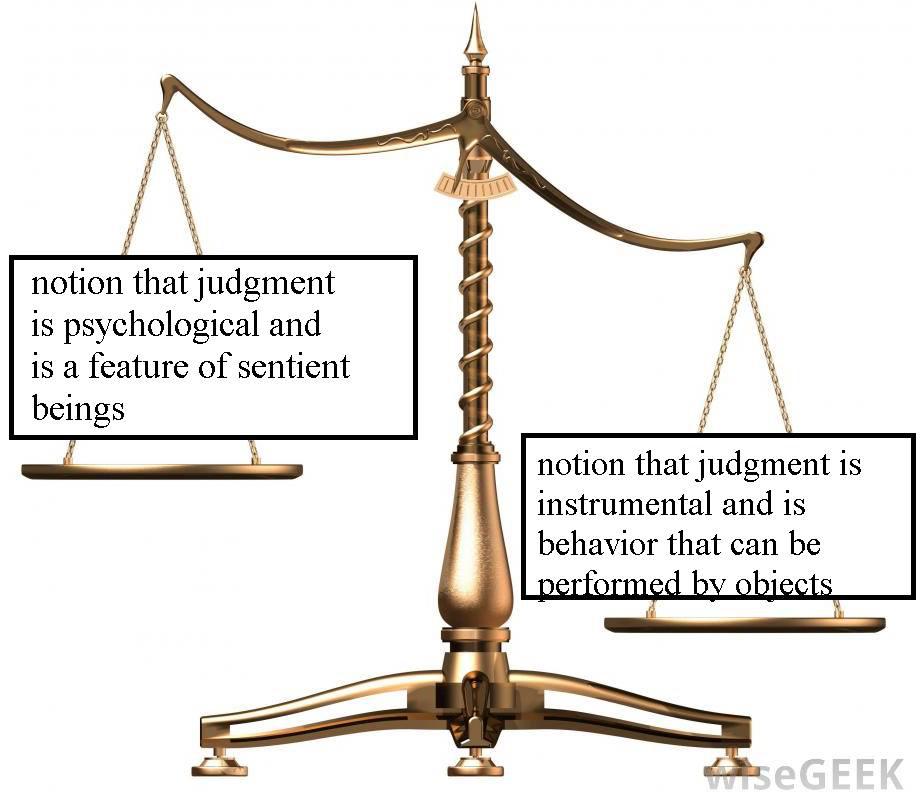 notion that judgment
is psychological and
is a feature of sentient
beings
notion that judgment is
instrumental and is
behavior that can be
performed by objects
wiseGEEK